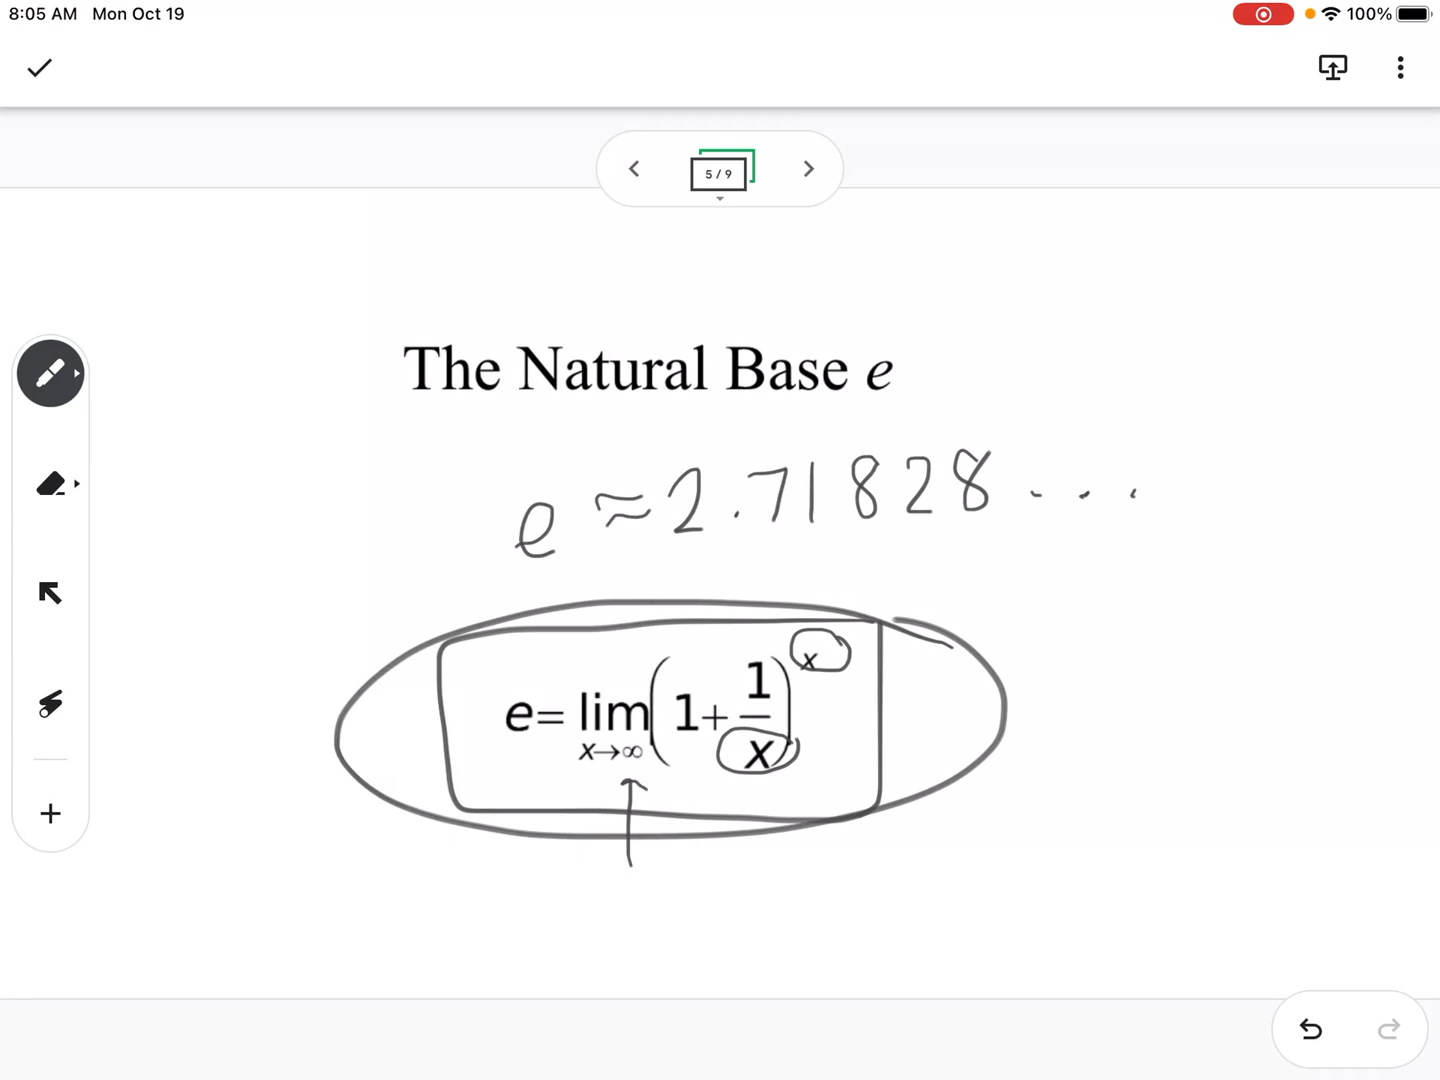 8:05 AM Mon Oct 19 100%
5 / 9
The Natural Base e
e ≈ 2.71828...
e = lim x→∞ (1 + 1/x)^x